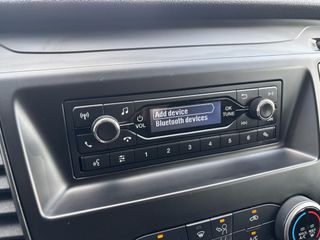 Add device
Bluetooth devices
VOL
OK
TUNE
1 2 3 4 5 6
A/C